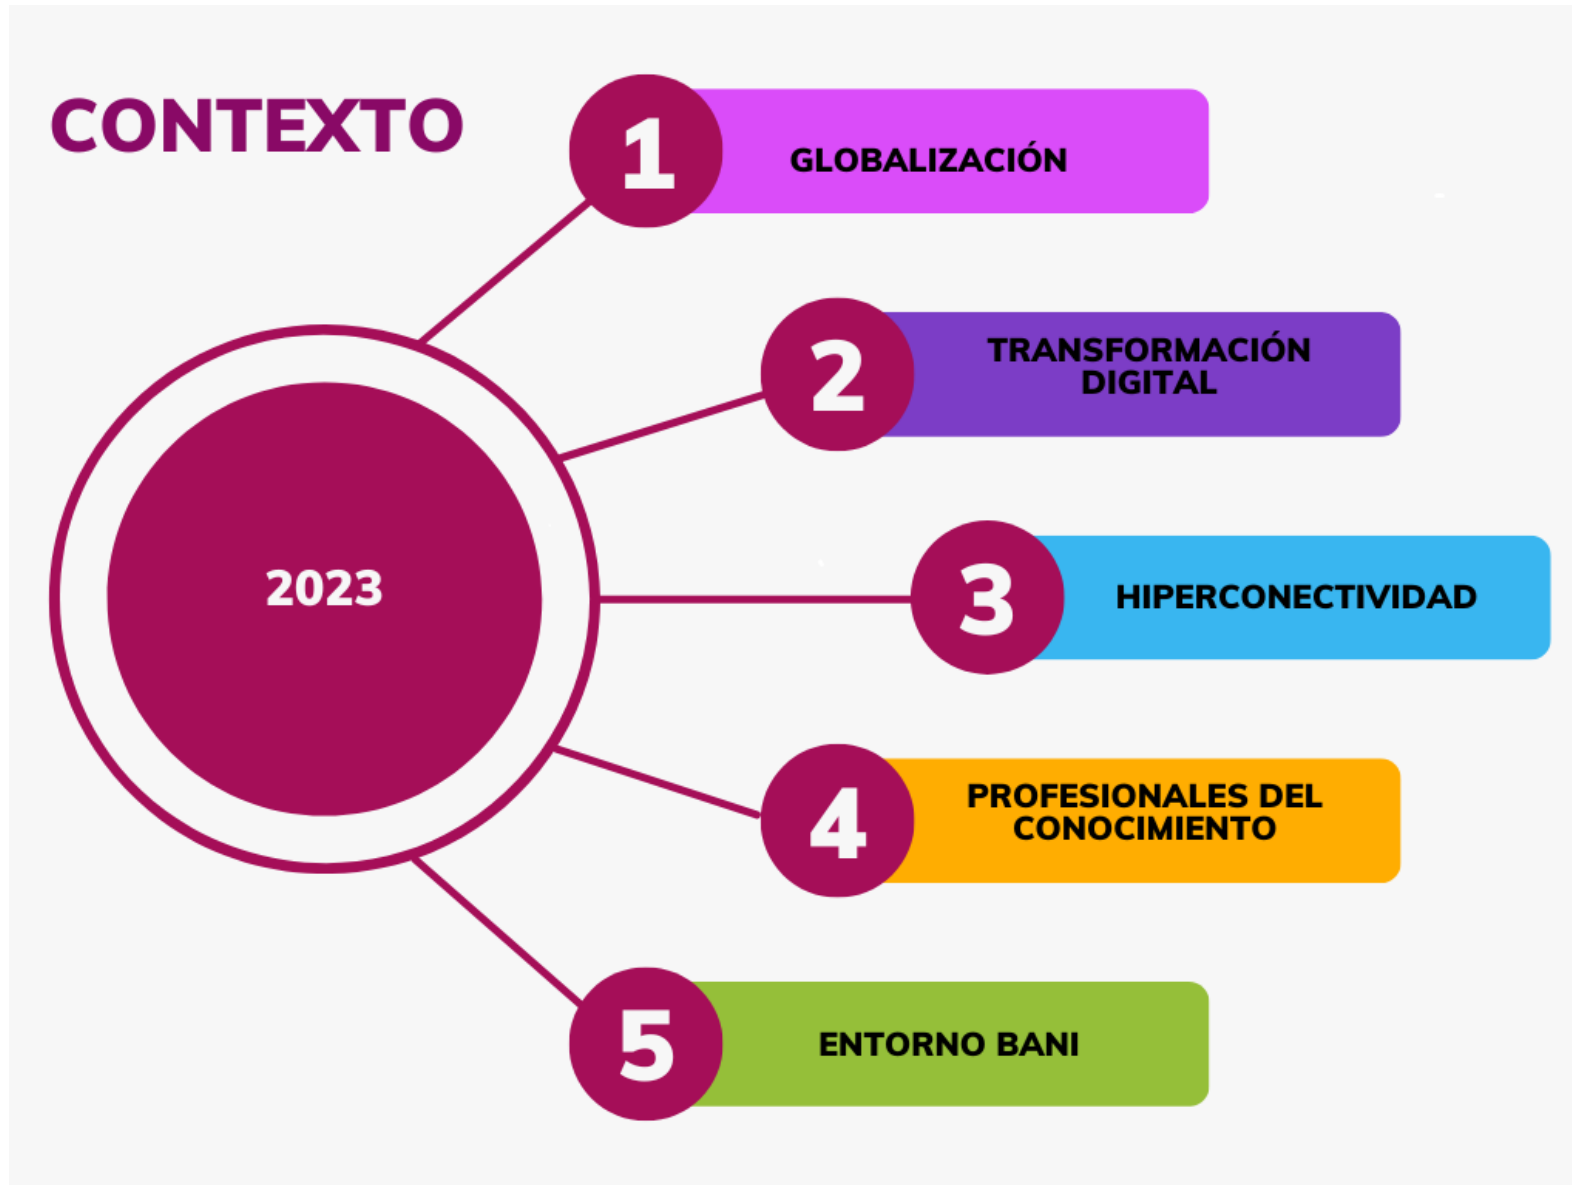 CONTEXTO
1
GLOBALIZACIÓN
2
TRANSFORMACIÓN
DIGITAL
2023
3
HIPERCONECTIVIDAD
4
PROFESIONALES DEL
CONOCIMIENTO
5
ENTORNO BANI